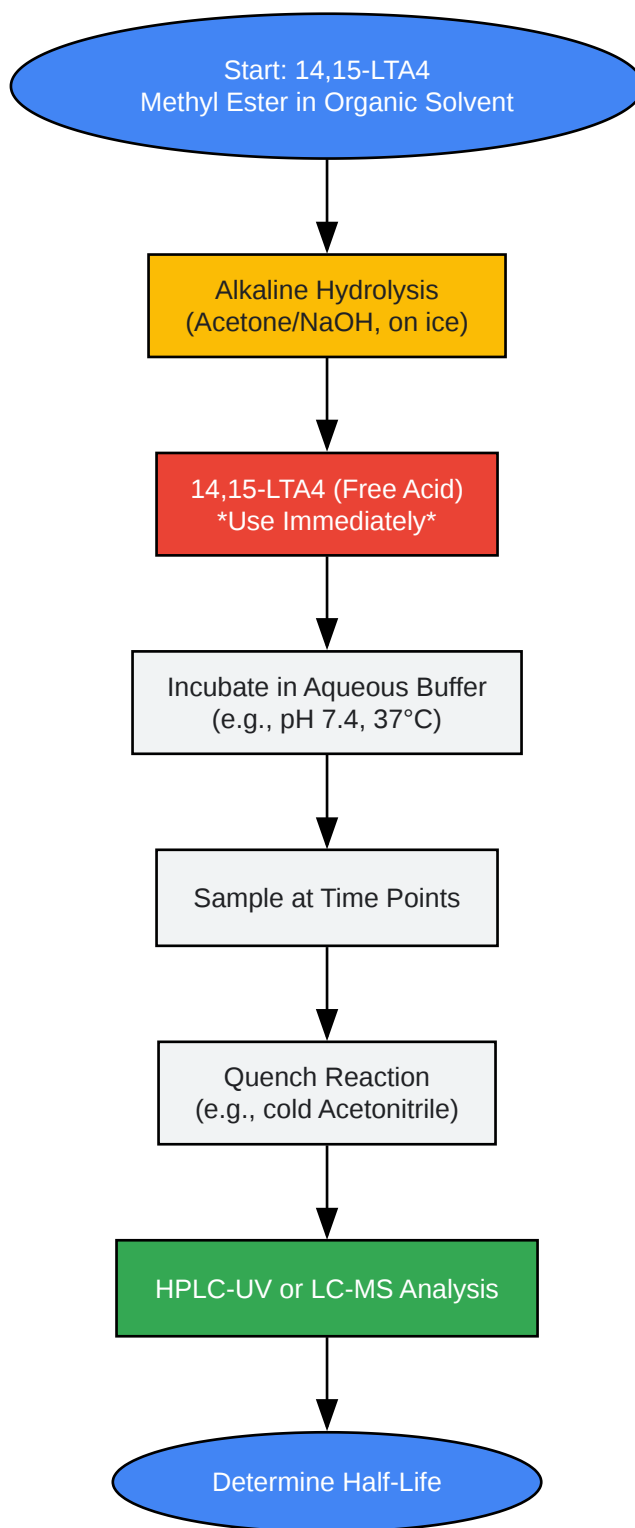 Start: 14,15-LTA4
Methyl Ester in Organic Solvent
Alkaline Hydrolysis
(Acetone/NaOH, on ice)
14,15-LTA4 (Free Acid)
*Use Immediately*
Incubate in Aqueous Buffer
(e.g., pH 7.4, 37°C)
Sample at Time Points
Quench Reaction
(e.g., cold Acetonitrile)
HPLC-UV or LC-MS Analysis
Determine Half-Life